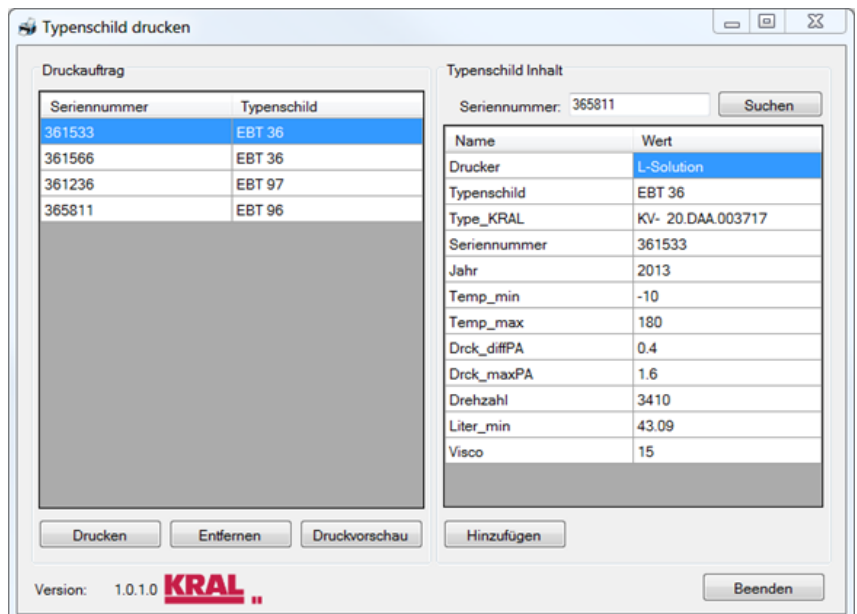 Typenschild drucken
Druckauftrag
Seriennummer Typenschild
361533 EBT 36
361566 EBT 36
361236 EBT 97
365811 EBT 96
Drucken Entfernen Druckvorschau
Typenschild Inhalt
Seriennummer: 365811 Suchen
Name Wert
Drucker L-Solution
Typenschild EBT 36
Type_KRAL KV- 20.DAA.003717
Seriennummer 361533
Jahr 2013
Temp_min -10
Temp_max 180
Drck_diffPA 0.4
Drck_maxPA 1.6
Drehzahl 3410
Liter_min 43.09
Visco 15
Hinzufügen
Version: 1.0.1.0 KRAL
Beenden